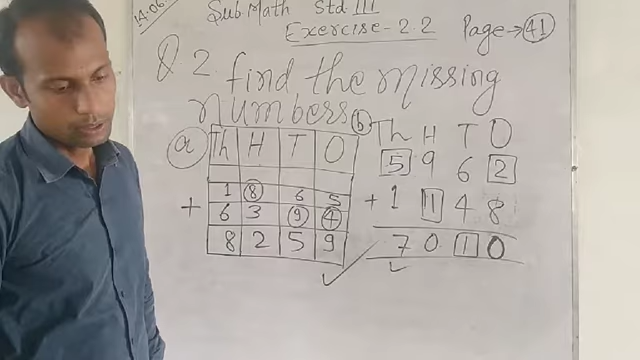 14.06.
Sub Math Std III
Exercise-2.2 Page→41
Q 2. find the missing
numbers
(a) Th H T O
1 8 6 5
+ 6 3 9 4
8 2 5 9
(b) Th H T O
5 9 6 2
+ 1 1 4 8
7 0 1 0